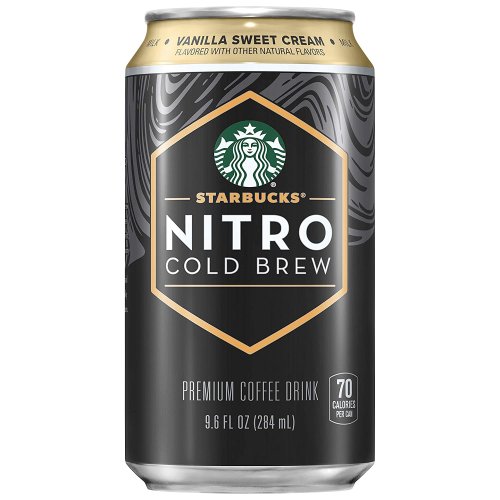 MILK • VANILLA SWEET CREAM • MILK
FLAVORED WITH OTHER NATURAL FLAVORS
STARBUCKS®
NITRO
COLD BREW
PREMIUM COFFEE DRINK
9.6 FL OZ (284 mL)
70
CALORIES
PER CAN